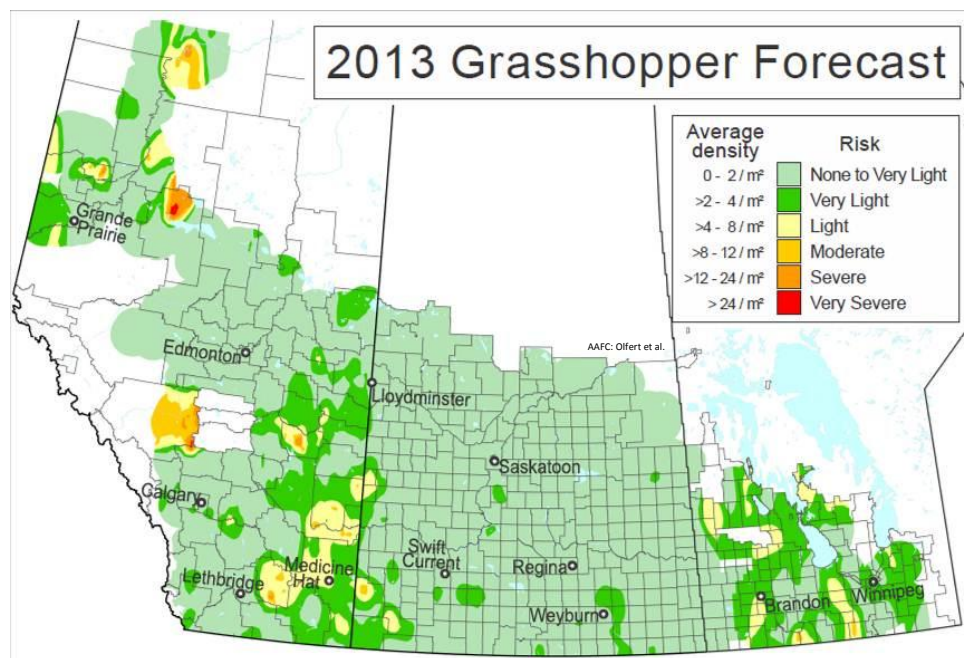 2013 Grasshopper Forecast
Average
density
Risk
0 - 2 / m² None to Very Light
>2 - 4 / m² Very Light
>4 - 8 / m² Light
>8 - 12 / m² Moderate
>12 - 24 / m² Severe
> 24 / m² Very Severe
AAFC: Olfert et al.
Grande
Prairie
Edmonton
Lloydminster
Saskatoon
Calgary
Swift
Current
Regina
Medicine
Hat
Lethbridge
Weyburn
Brandon
Winnipeg